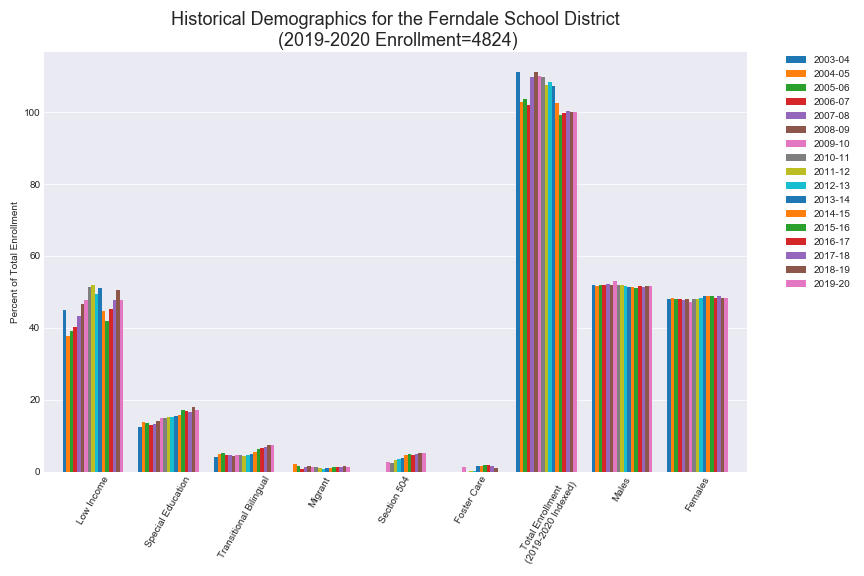 Historical Demographics for the Ferndale School District
(2019-2020 Enrollment=4824)
Percent of Total Enrollment
100
80
60
40
20
0
Low Income
Special Education
Transitional Bilingual
Migrant
Section 504
Foster Care
Total Enrollment
(2019-2020 Indexed)
Males
Females
2003-04
2004-05
2005-06
2006-07
2007-08
2008-09
2009-10
2010-11
2011-12
2012-13
2013-14
2014-15
2015-16
2016-17
2017-18
2018-19
2019-20